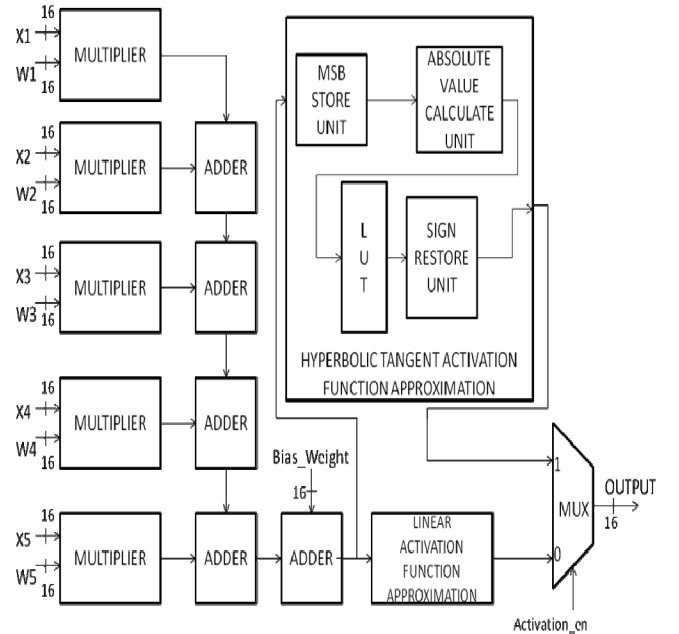 16
X1
W1
16
MULTIPLIER
16
X2
W2
16
MULTIPLIER
ADDER
16
X3
W3
16
MULTIPLIER
ADDER
16
X4
W4
16
MULTIPLIER
ADDER
16
X5
W5
16
MULTIPLIER
ADDER
Bias_Weight
16
ADDER
MSB
STORE
UNIT
ABSOLUTE
VALUE
CALCULATE
UNIT
L
U
T
SIGN
RESTORE
UNIT
HYPERBOLIC TANGENT ACTIVATION
FUNCTION APPROXIMATION
LINEAR
ACTIVATION
FUNCTION
APPROXIMATION
1
MUX
0
OUTPUT
16
Activation_en